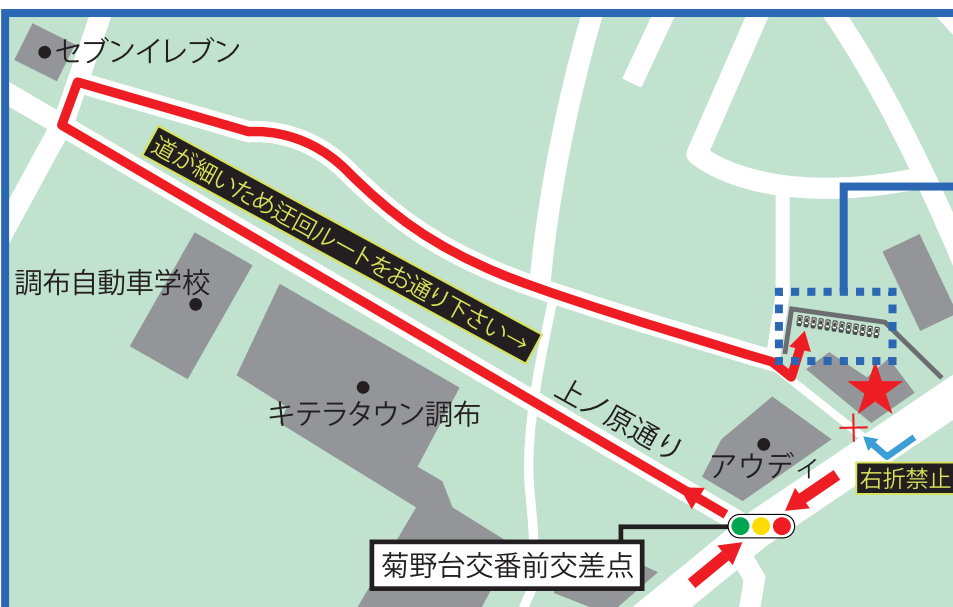 セブンイレブン
道が細いため迂回ルートをお通り下さい→
調布自動車学校
キテラタウン調布
上ノ原通り
アウディ
右折禁止
菊野台交番前交差点